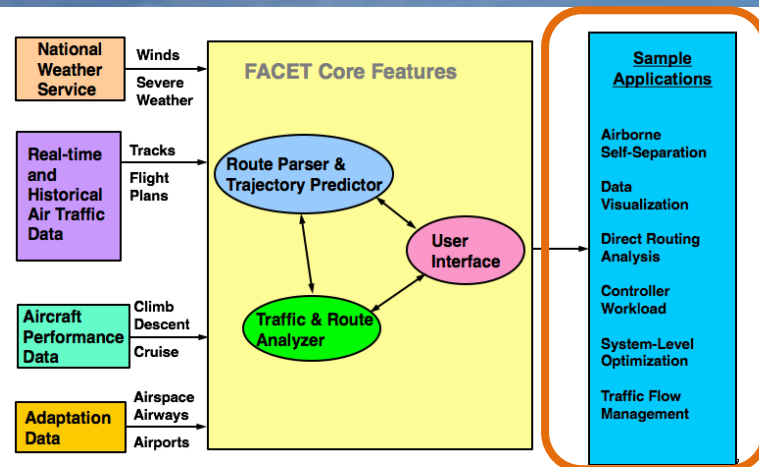 National
Weather
Service
Winds
Severe
Weather
Real-time
and
Historical
Air Traffic
Data
Tracks
Flight
Plans
Aircraft
Performance
Data
Climb
Descent
Cruise
Adaptation
Data
Airspace
Airways
Airports
FACET Core Features
Route Parser &
Trajectory Predictor
User
Interface
Traffic & Route
Analyzer
Sample
Applications
Airborne
Self-Separation
Data
Visualization
Direct Routing
Analysis
Controller
Workload
System-Level
Optimization
Traffic Flow
Management